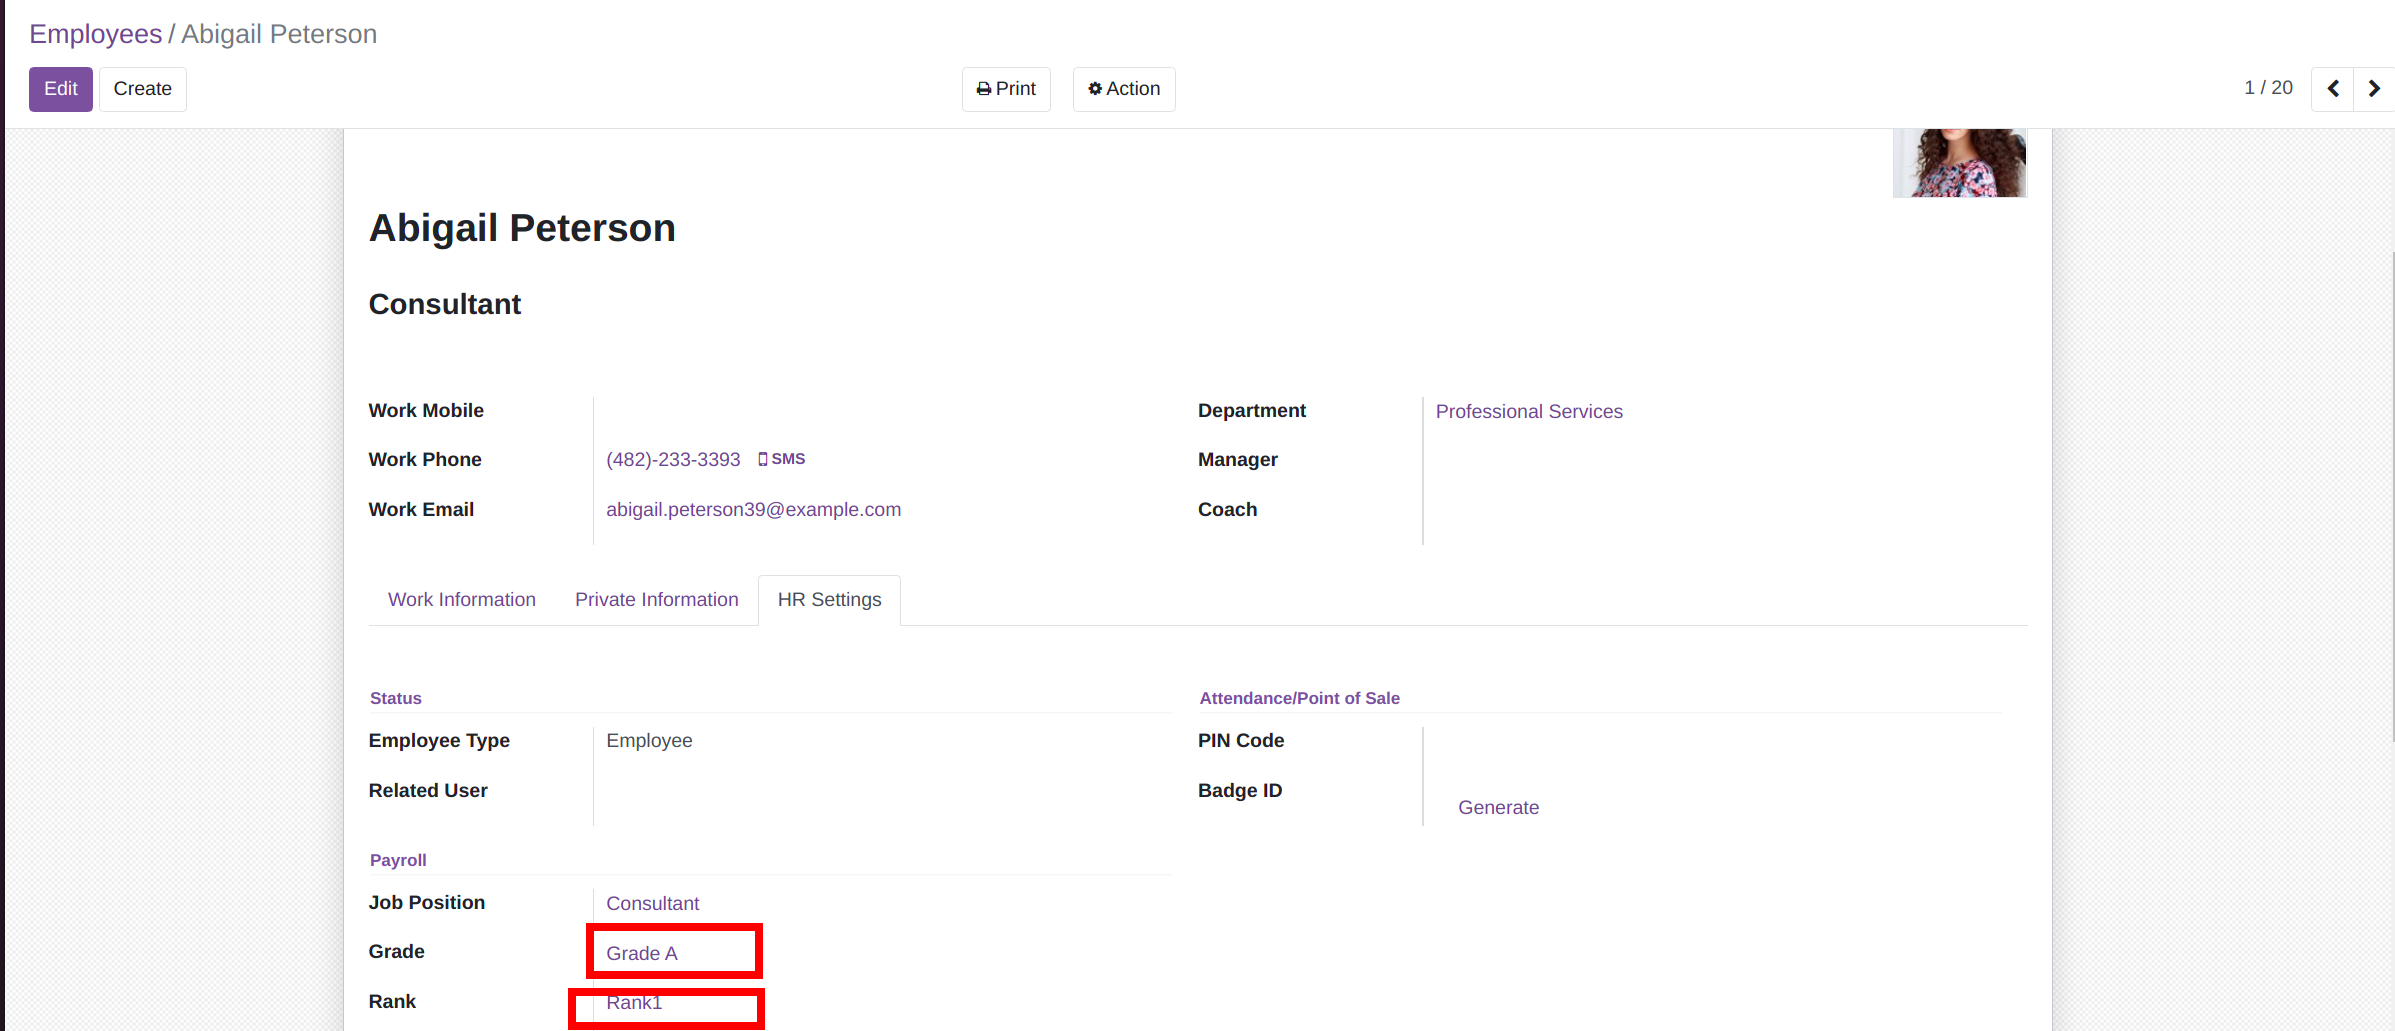 Employees / Abigail Peterson
Edit Create Print Action 1 / 20
Abigail Peterson
Consultant
Work Mobile
Work Phone (482)-233-3393 SMS
Work Email abigail.peterson39@example.com
Department Professional Services
Manager
Coach
Work Information Private Information HR Settings
Status
Employee Type Employee
Related User
Attendance/Point of Sale
PIN Code
Badge ID
Generate
Payroll
Job Position Consultant
Grade Grade A
Rank Rank1